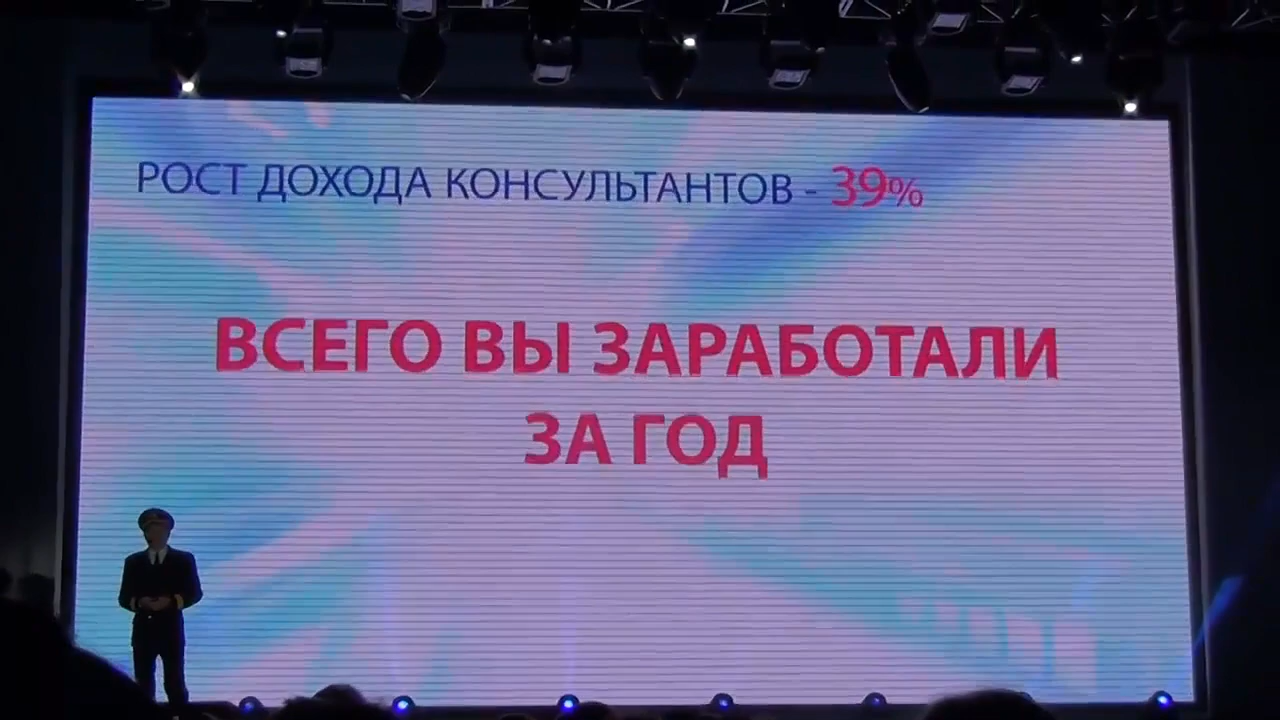 РОСТ ДОХОДА КОНСУЛЬТАНТОВ - 39%
ВСЕГО ВЫ ЗАРАБОТАЛИ
ЗА ГОД